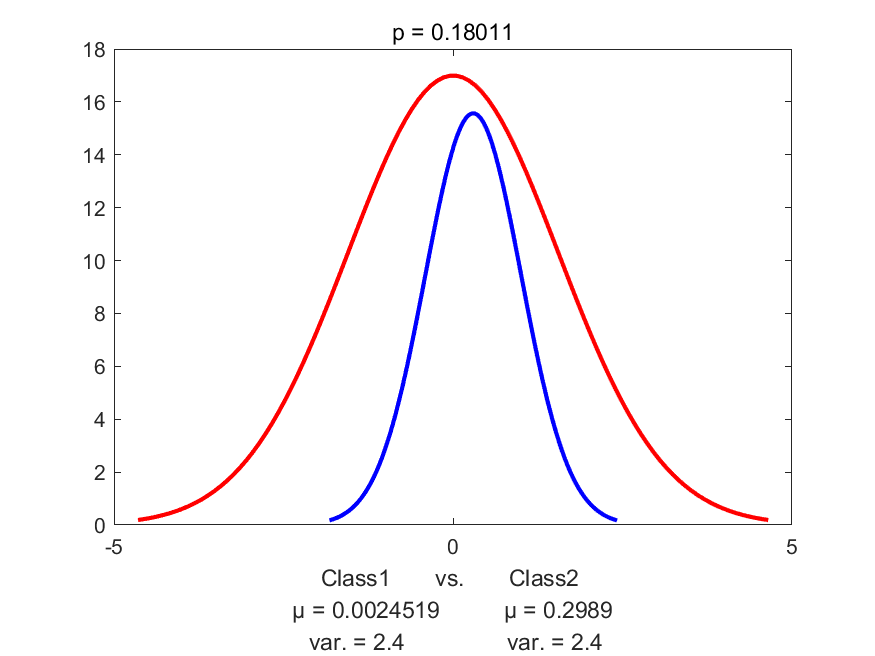 p = 0.18011
18
16
14
12
10
8
6
4
2
0
-5 0 5
Class1 vs. Class2
μ = 0.0024519 μ = 0.2989
var. = 2.4 var. = 2.4